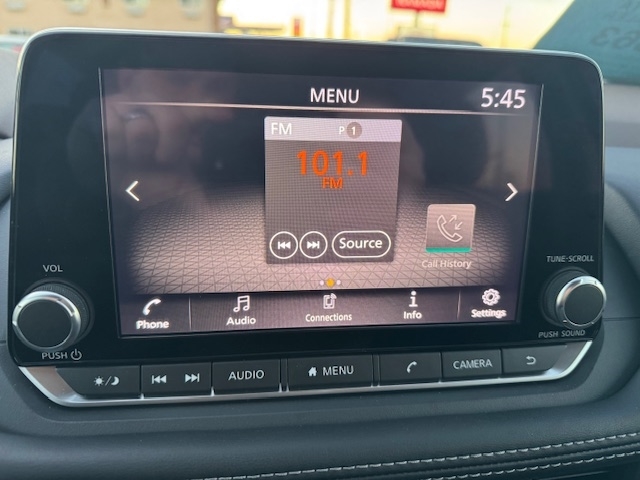 MENU 5:45
FM P 1
101.1
FM
Source
Call History
Phone Audio Connections Info Settings
VOL
PUSH
TUNE·SCROLL
PUSH SOUND
AUDIO MENU CAMERA